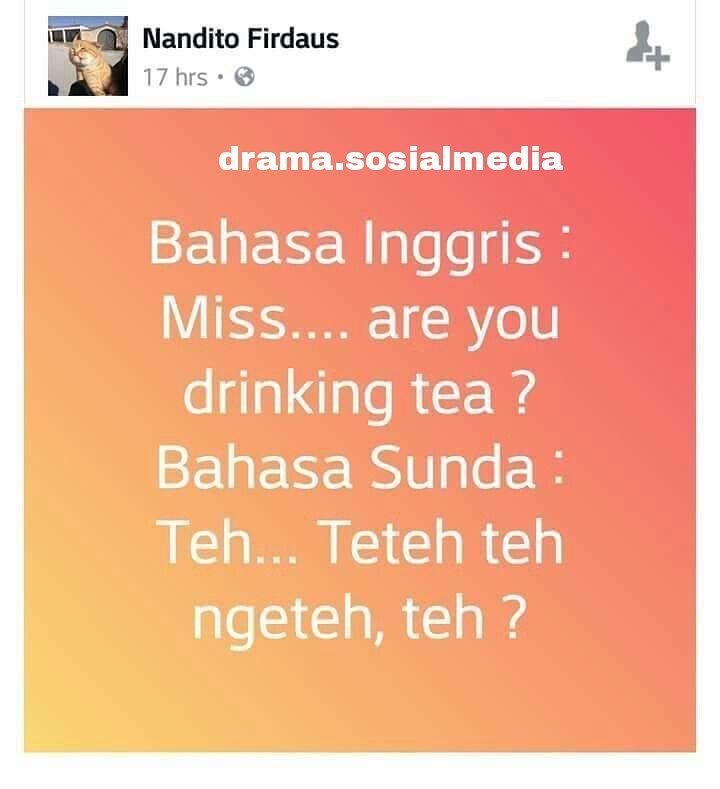 Nandito Firdaus
17 hrs •
drama.sosialmedia
Bahasa Inggris :
Miss.... are you
drinking tea ?
Bahasa Sunda :
Teh... Teteh teh
ngeteh, teh ?